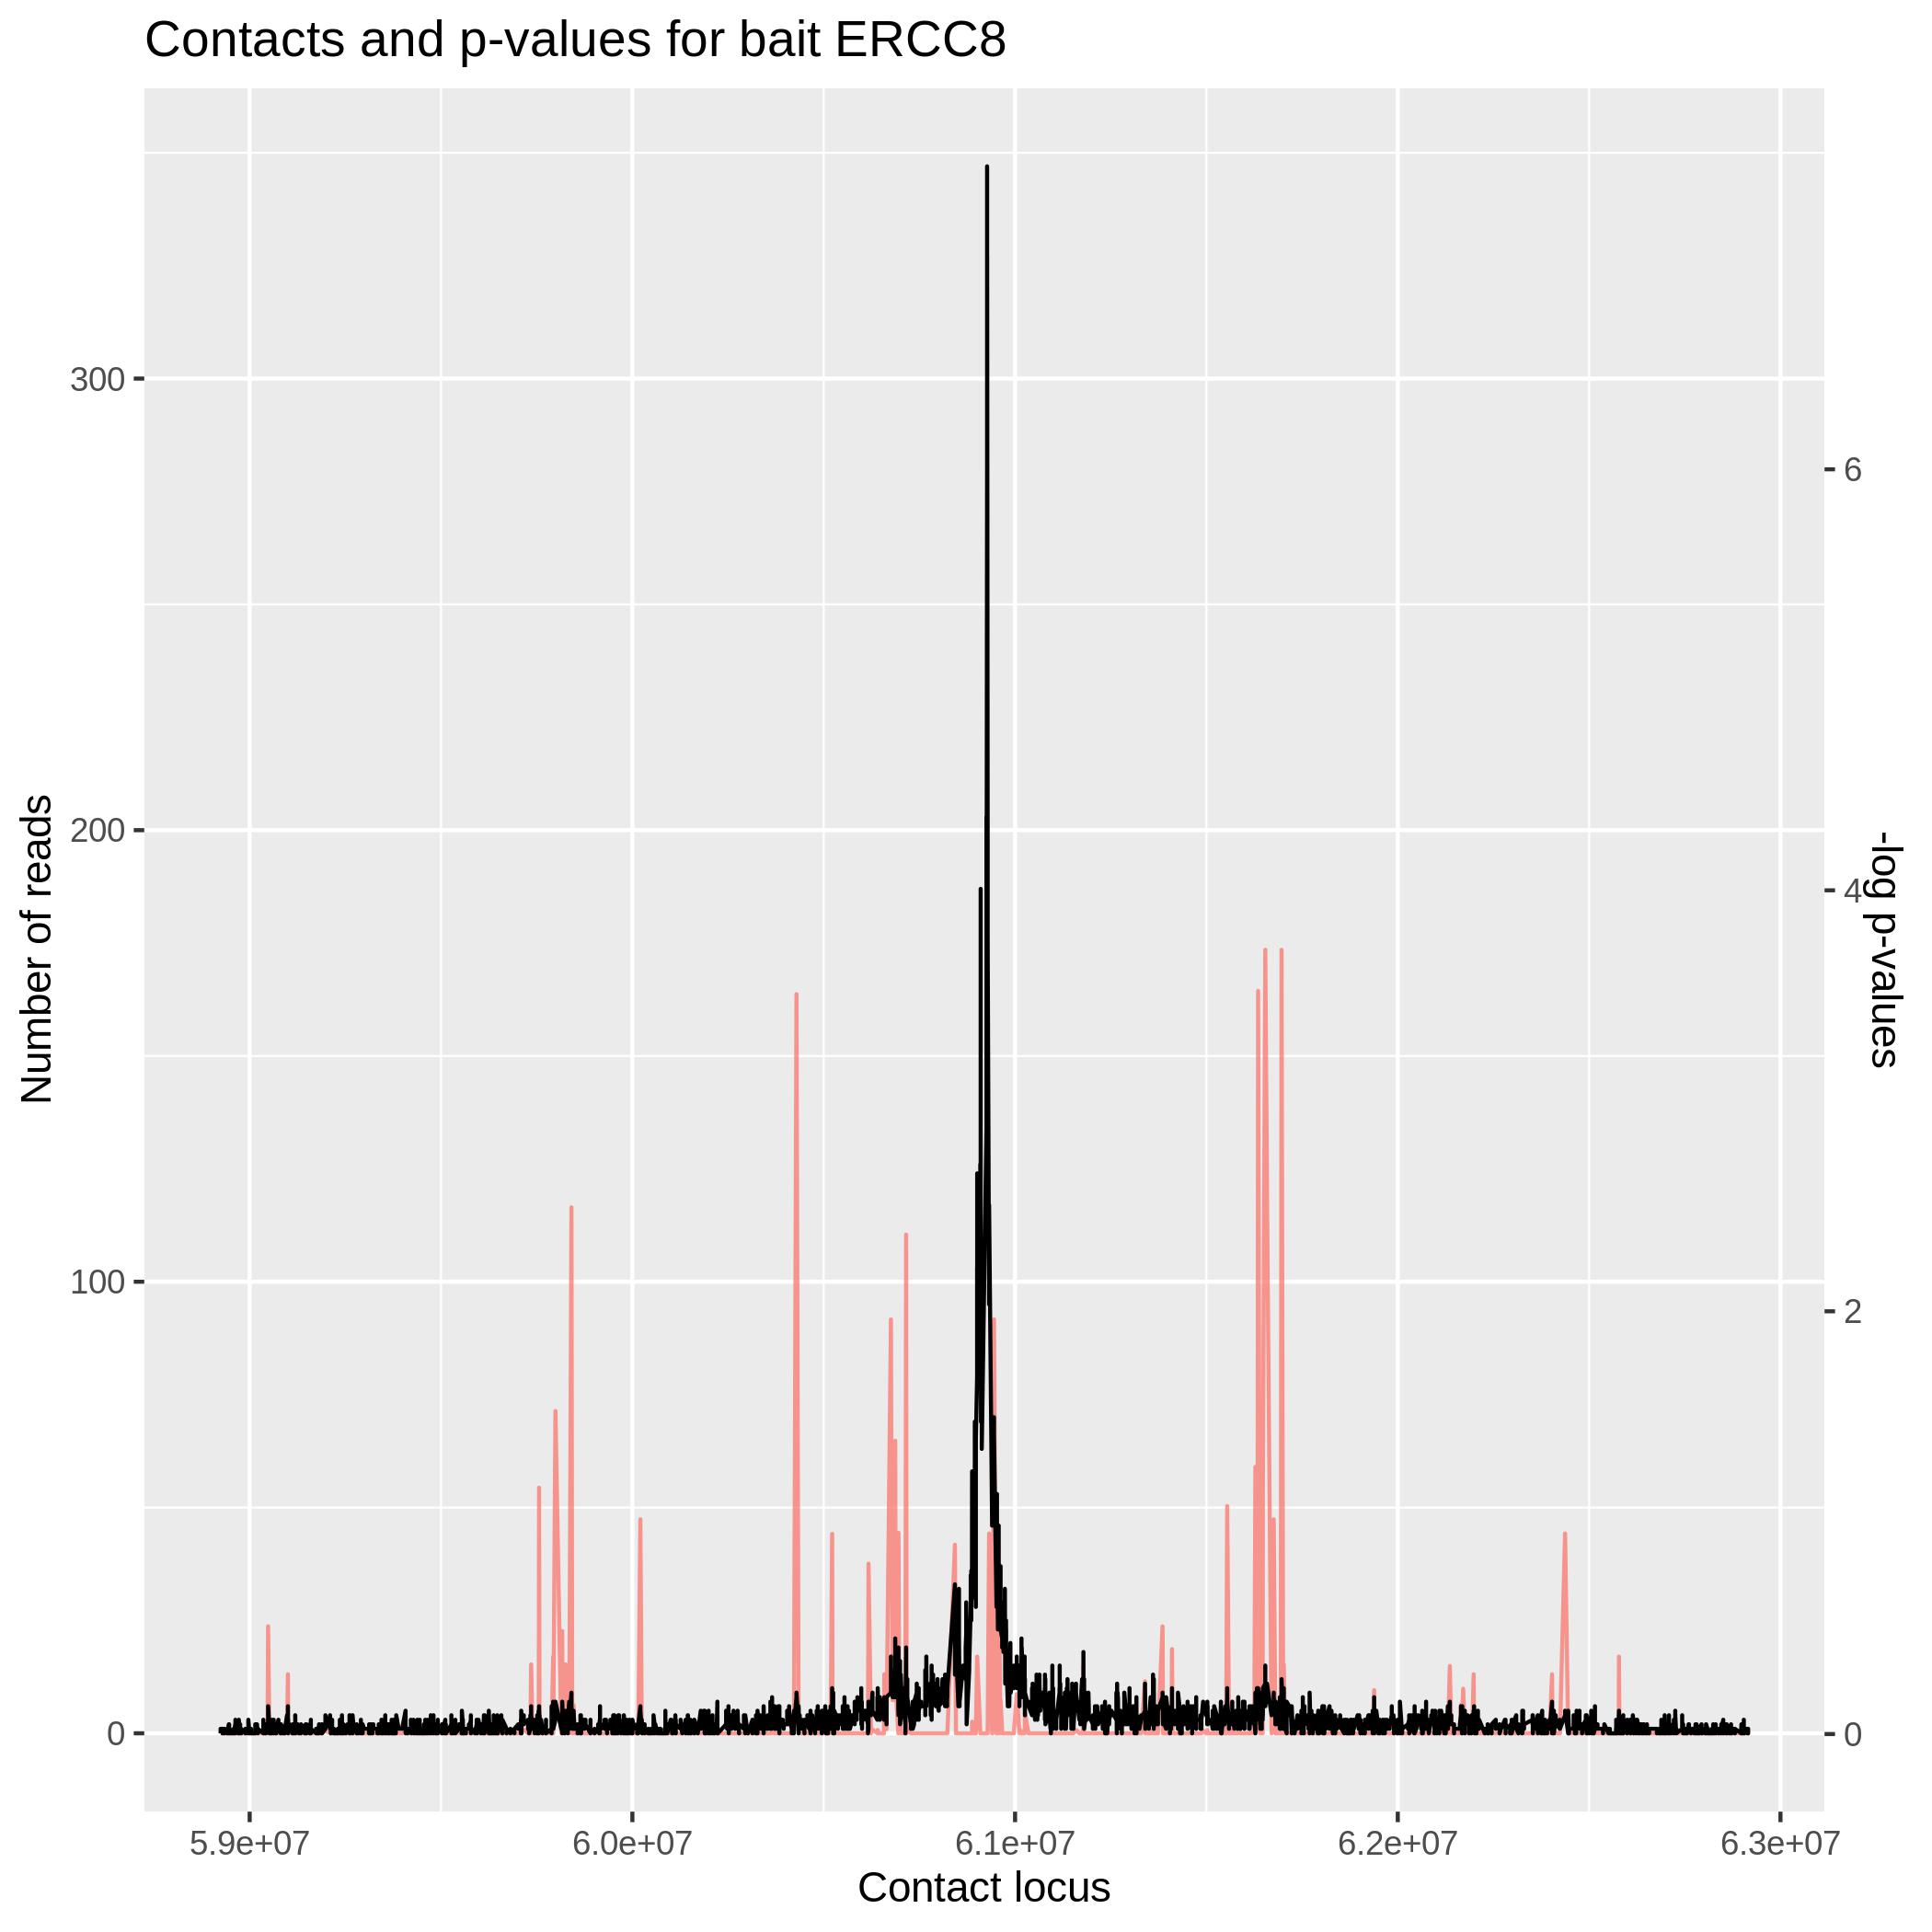 Contacts and p-values for bait ERCC8
Number of reads
300
200
100
0
6
4
2
0
-log p-values
5.9e+07
6.0e+07
6.1e+07
6.2e+07
6.3e+07
Contact locus